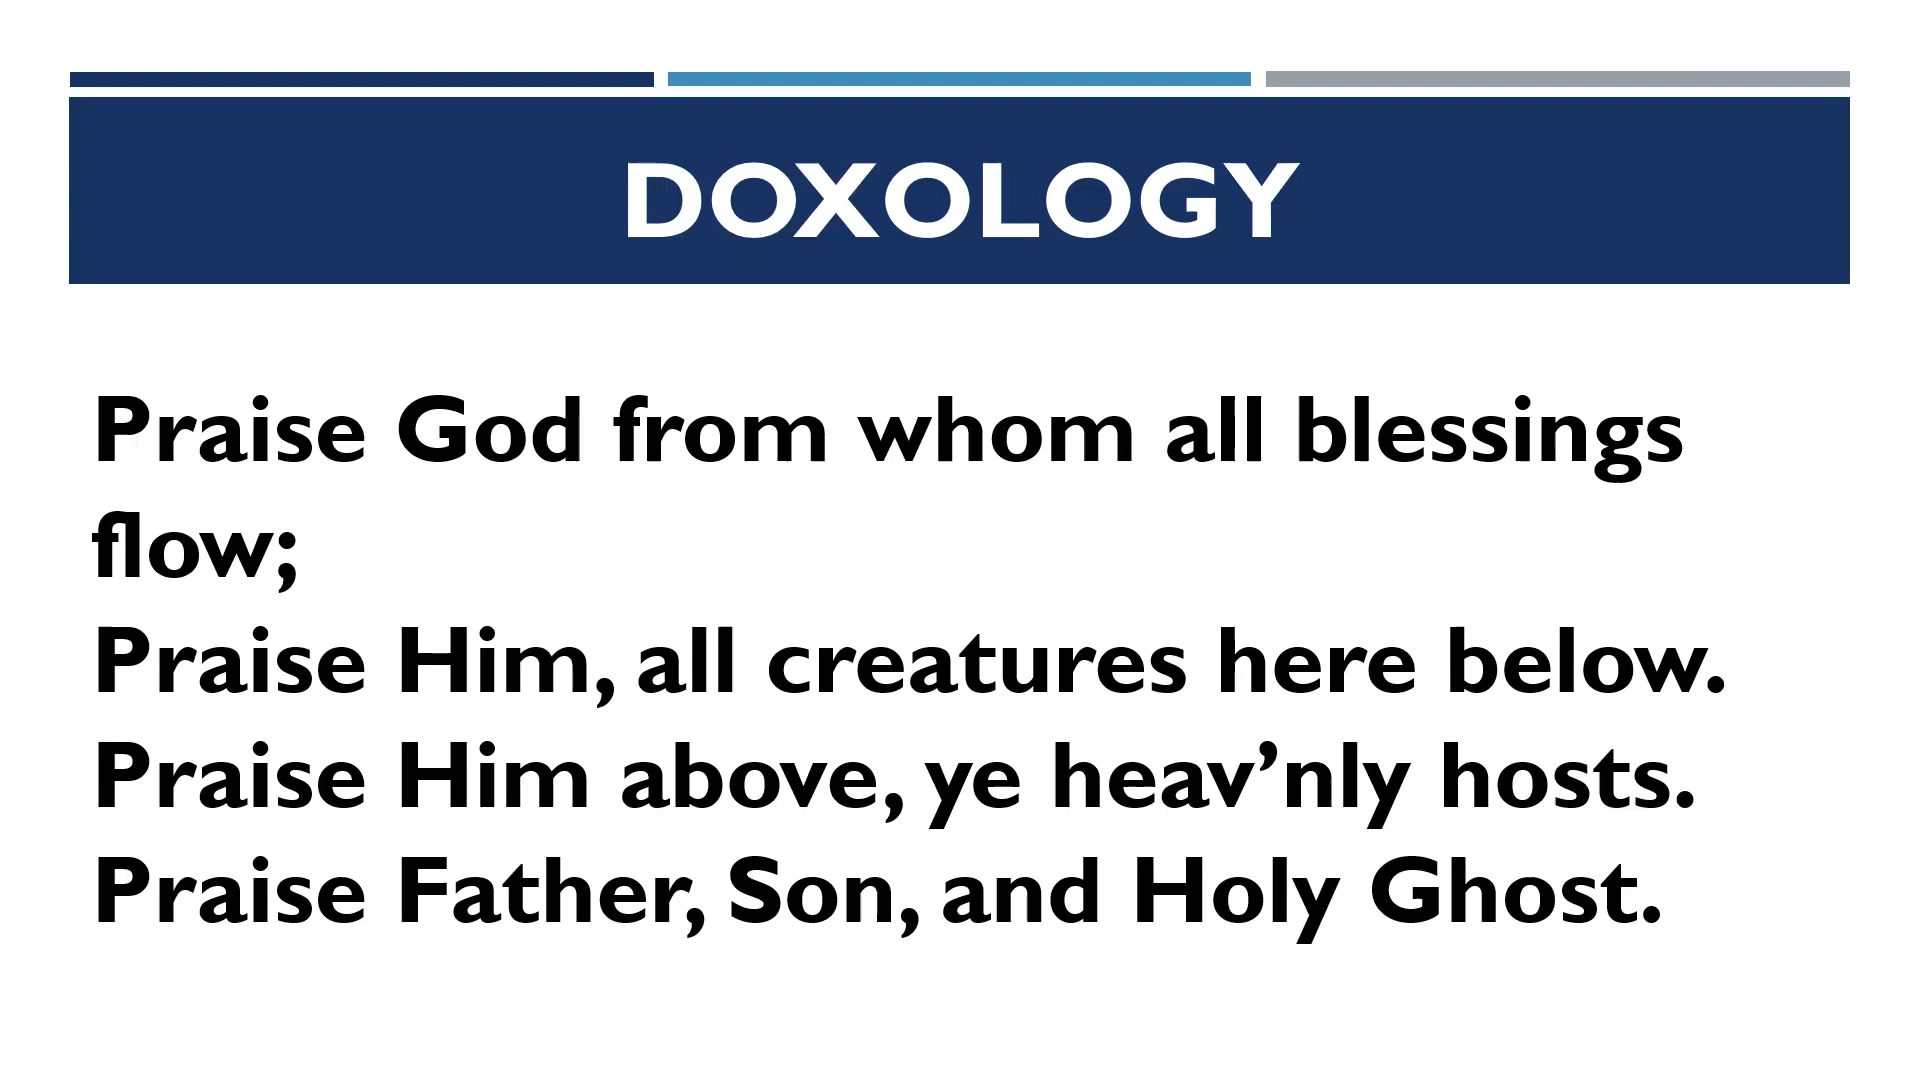 DOXOLOGY
Praise God from whom all blessings
flow;
Praise Him, all creatures here below.
Praise Him above, ye heav’nly hosts.
Praise Father, Son, and Holy Ghost.